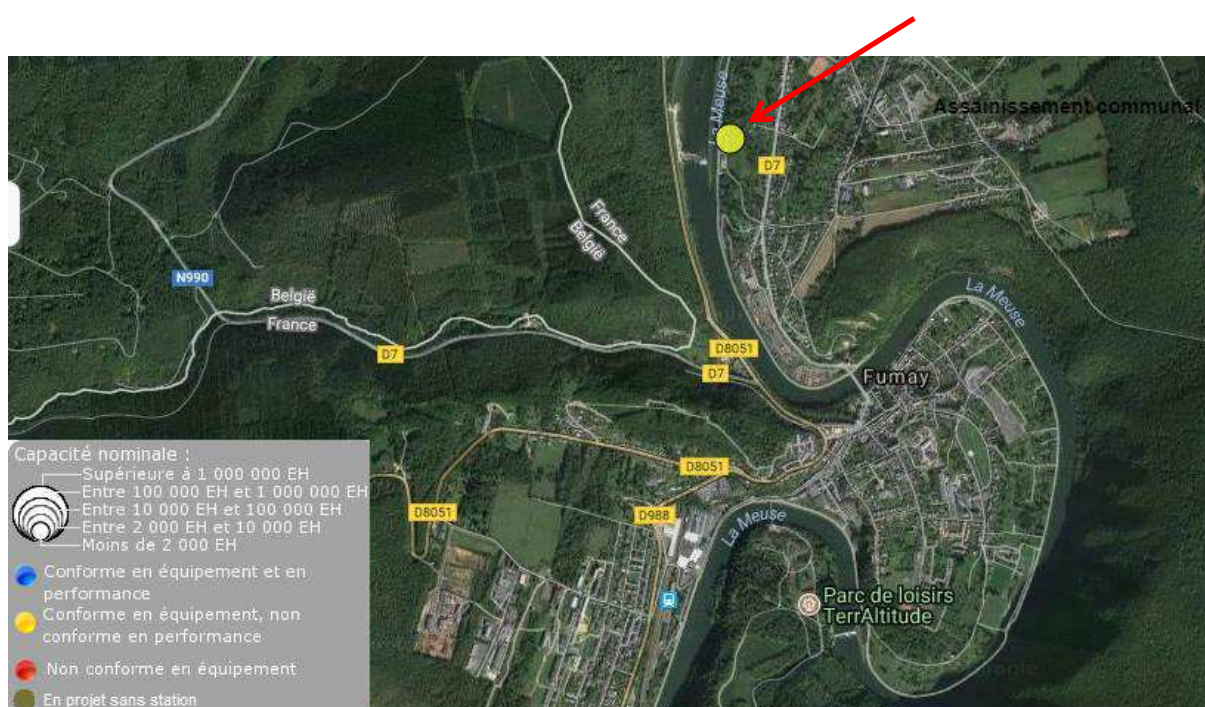 La Meuse
Assainissement communal
D7
France
België
N990
België
France
La Meuse
D8051
D7
D7
Fumay
D8051
D8051
D988
La Meuse
Parc de loisirs
TerrAltitude
Capacité nominale :
Supérieure à 1 000 000 EH
Entre 100 000 EH et 1 000 000 EH
Entre 10 000 EH et 100 000 EH
Entre 2 000 EH et 10 000 EH
Moins de 2 000 EH
Conforme en équipement et en
performance
Conforme en équipement, non
conforme en performance
Non conforme en équipement
En projet sans station